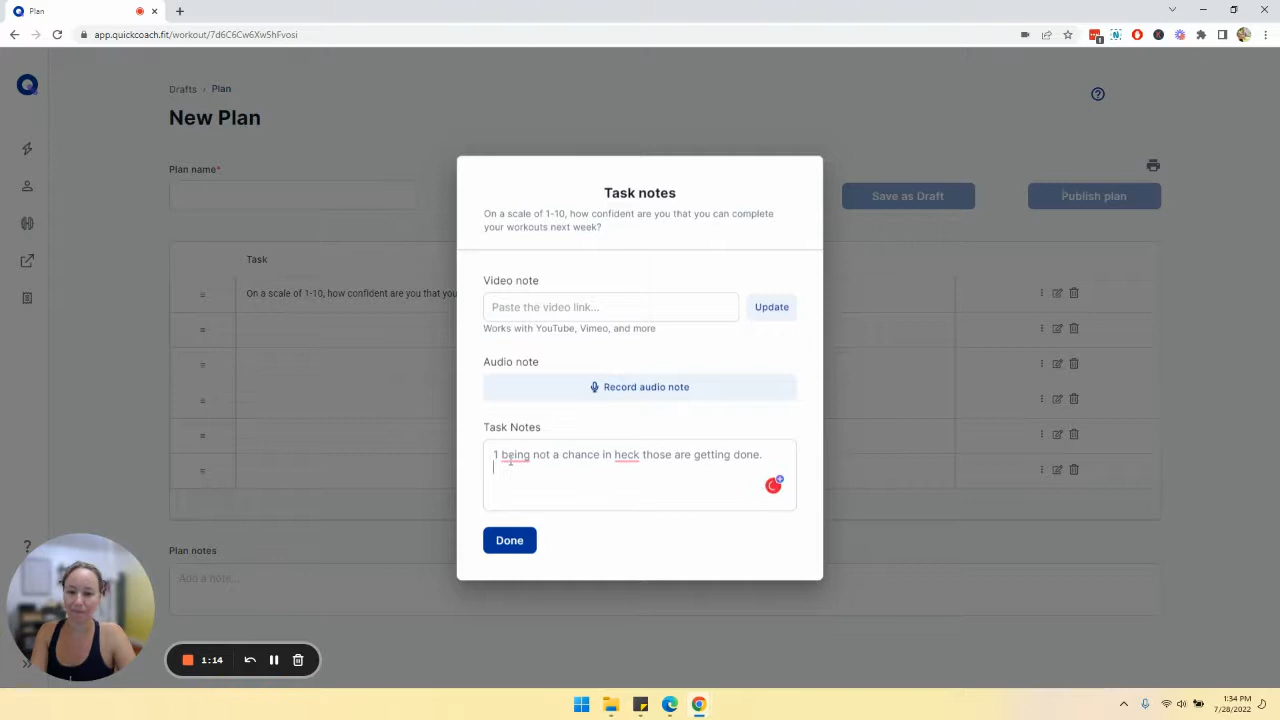 Plan
app.quickcoach.fit/workout/7d6C6Cw6Xw5hFvosi
1
Drafts › Plan
New Plan
Plan name*
Save as Draft
Publish plan
Task
On a scale of 1-10, how confident are you that you
Task notes
On a scale of 1-10, how confident are you that you can complete
your workouts next week?
Video note
Paste the video link...
Update
Works with YouTube, Vimeo, and more
Audio note
Record audio note
Task Notes
1 being not a chance in heck those are getting done.
Done
Plan notes
Add a note...
1:14
1:34 PM
7/28/2022